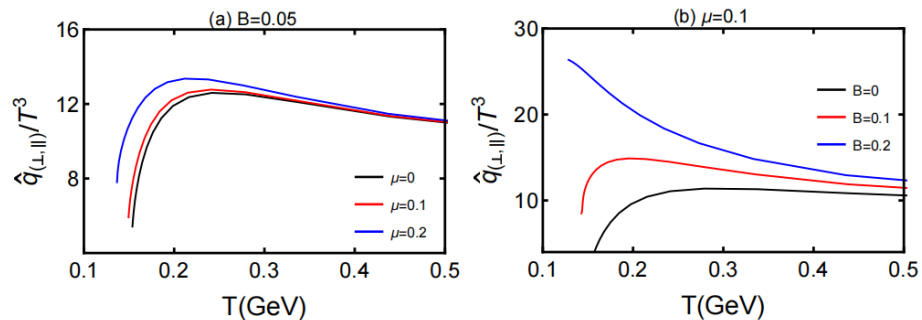 (a) B=0.05
q̂(⊥,||)/T³
16
12
8
μ=0
μ=0.1
μ=0.2
0.1 0.2 0.3 0.4 0.5
T(GeV)
(b) μ=0.1
q̂(⊥,||)/T³
30
20
10
B=0
B=0.1
B=0.2
0.1 0.2 0.3 0.4 0.5
T(GeV)